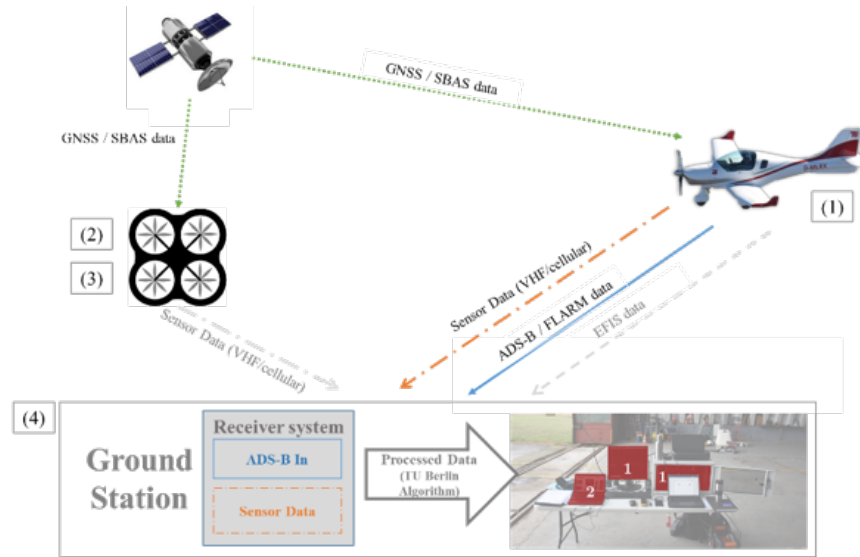 GNSS / SBAS data
GNSS / SBAS data
(1)
(2)
(3)
Sensor Data (VHF/cellular)
Sensor Data (VHF/cellular)
ADS-B / FLARM data
EFIS data
(4)
Ground
Station
Receiver system
ADS-B In
Sensor Data
Processed Data
(TU Berlin
Algorithm)
1
1
2